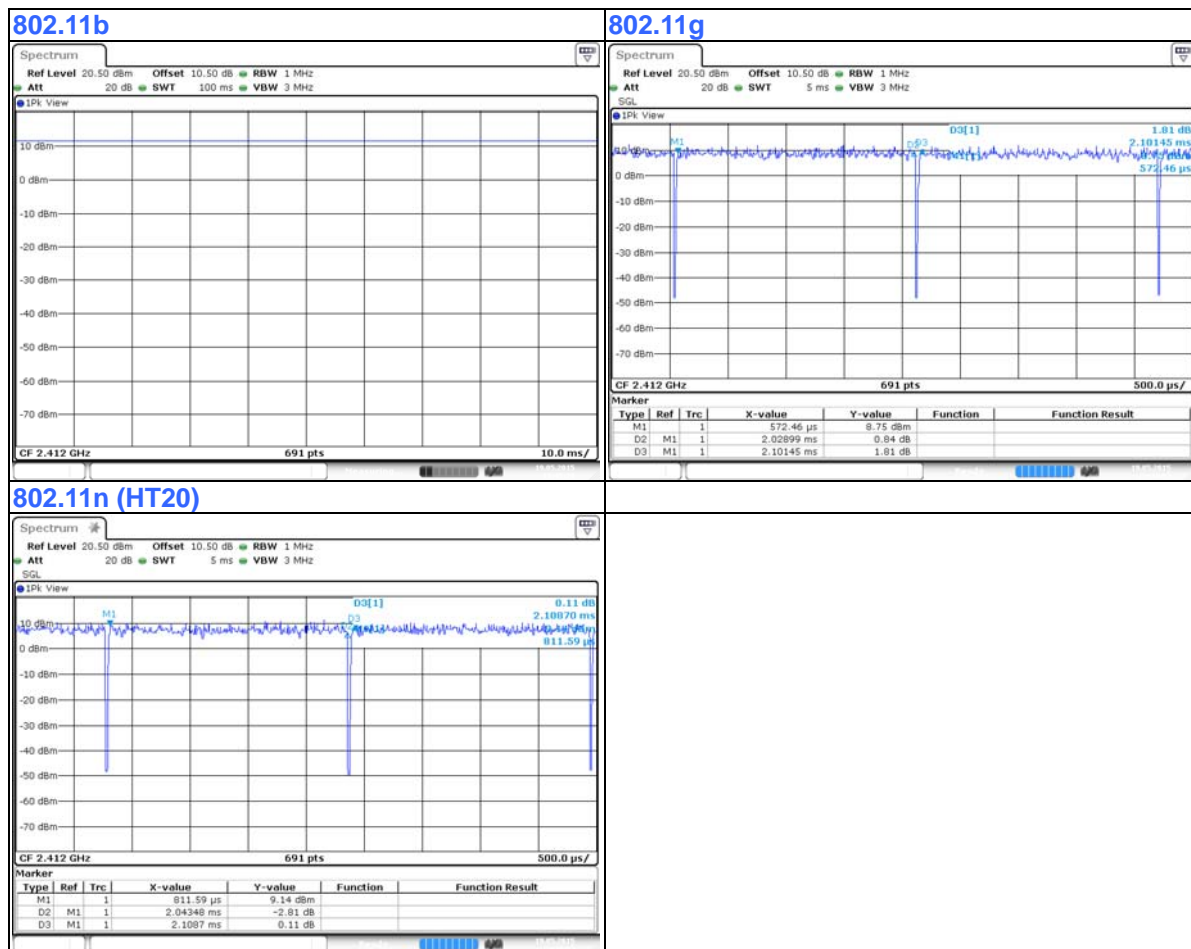 802.11b
Spectrum
Ref Level 20.50 dBm Offset 10.50 dB RBW 1 MHz
Att 20 dB SWT 100 ms VBW 3 MHz
1Pk View
10 dBm
0 dBm
-10 dBm
-20 dBm
-30 dBm
-40 dBm
-50 dBm
-60 dBm
-70 dBm
CF 2.412 GHz 691 pts 10.0 ms/
802.11g
Spectrum
Ref Level 20.50 dBm Offset 10.50 dB RBW 1 MHz
Att 20 dB SWT 5 ms VBW 3 MHz
SGL
1Pk View
D3[1] 1.81 dB
2.10145 ms
M1
D3
572.46 µs
0 dBm
-10 dBm
-20 dBm
-30 dBm
-40 dBm
-50 dBm
-60 dBm
-70 dBm
CF 2.412 GHz 691 pts 500.0 µs/
Marker
Type Ref Trc X-value Y-value Function Function Result
M1 1 572.46 µs 8.75 dBm
D2 M1 1 2.02899 ms 0.84 dB
D3 M1 1 2.10145 ms 1.81 dB
802.11n (HT20)
Spectrum
Ref Level 20.50 dBm Offset 10.50 dB RBW 1 MHz
Att 20 dB SWT 5 ms VBW 3 MHz
SGL
1Pk View
D3[1] 0.11 dB
2.10870 ms
M1
D3
10 dBm
811.59 µs
0 dBm
-10 dBm
-20 dBm
-30 dBm
-40 dBm
-50 dBm
-60 dBm
-70 dBm
CF 2.412 GHz 691 pts 500.0 µs/
Marker
Type Ref Trc X-value Y-value Function Function Result
M1 1 811.59 µs 9.14 dBm
D2 M1 1 2.04348 ms -2.81 dB
D3 M1 1 2.1087 ms 0.11 dB